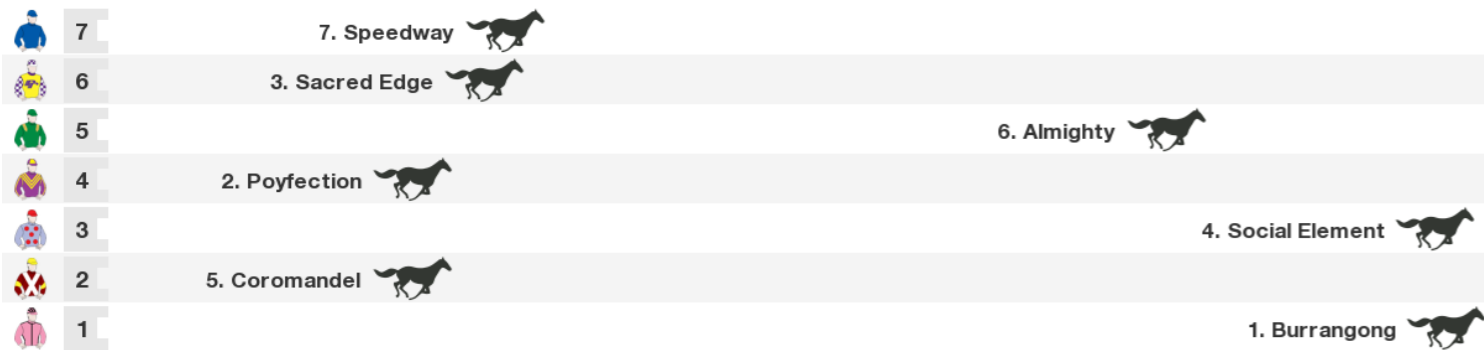 7 7. Speedway
6 3. Sacred Edge
5 6. Almighty
4 2. Poyfection
3 4. Social Element
2 5. Coromandel
1 1. Burrangong